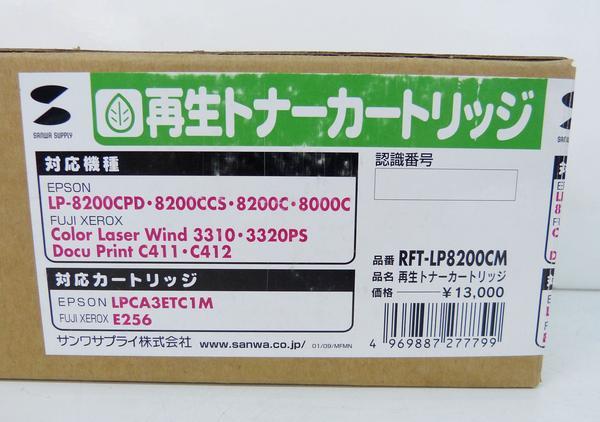 SANWA SUPPLY
再生トナーカートリッジ
対応機種
EPSON
LP-8200CPD・8200CCS・8200C・8000C
FUJI XEROX
Color Laser Wind 3310・3320PS
Docu Print C411・C412
対応カートリッジ
EPSON LPCA3ETC1M
FUJI XEROX E256
サンワサプライ株式会社 www.sanwa.co.jp/ 01/09/MFMN
認識番号
品番 RFT-LP8200CM
品名 再生トナーカートリッジ
価格 ¥13,000
4 969887 277799